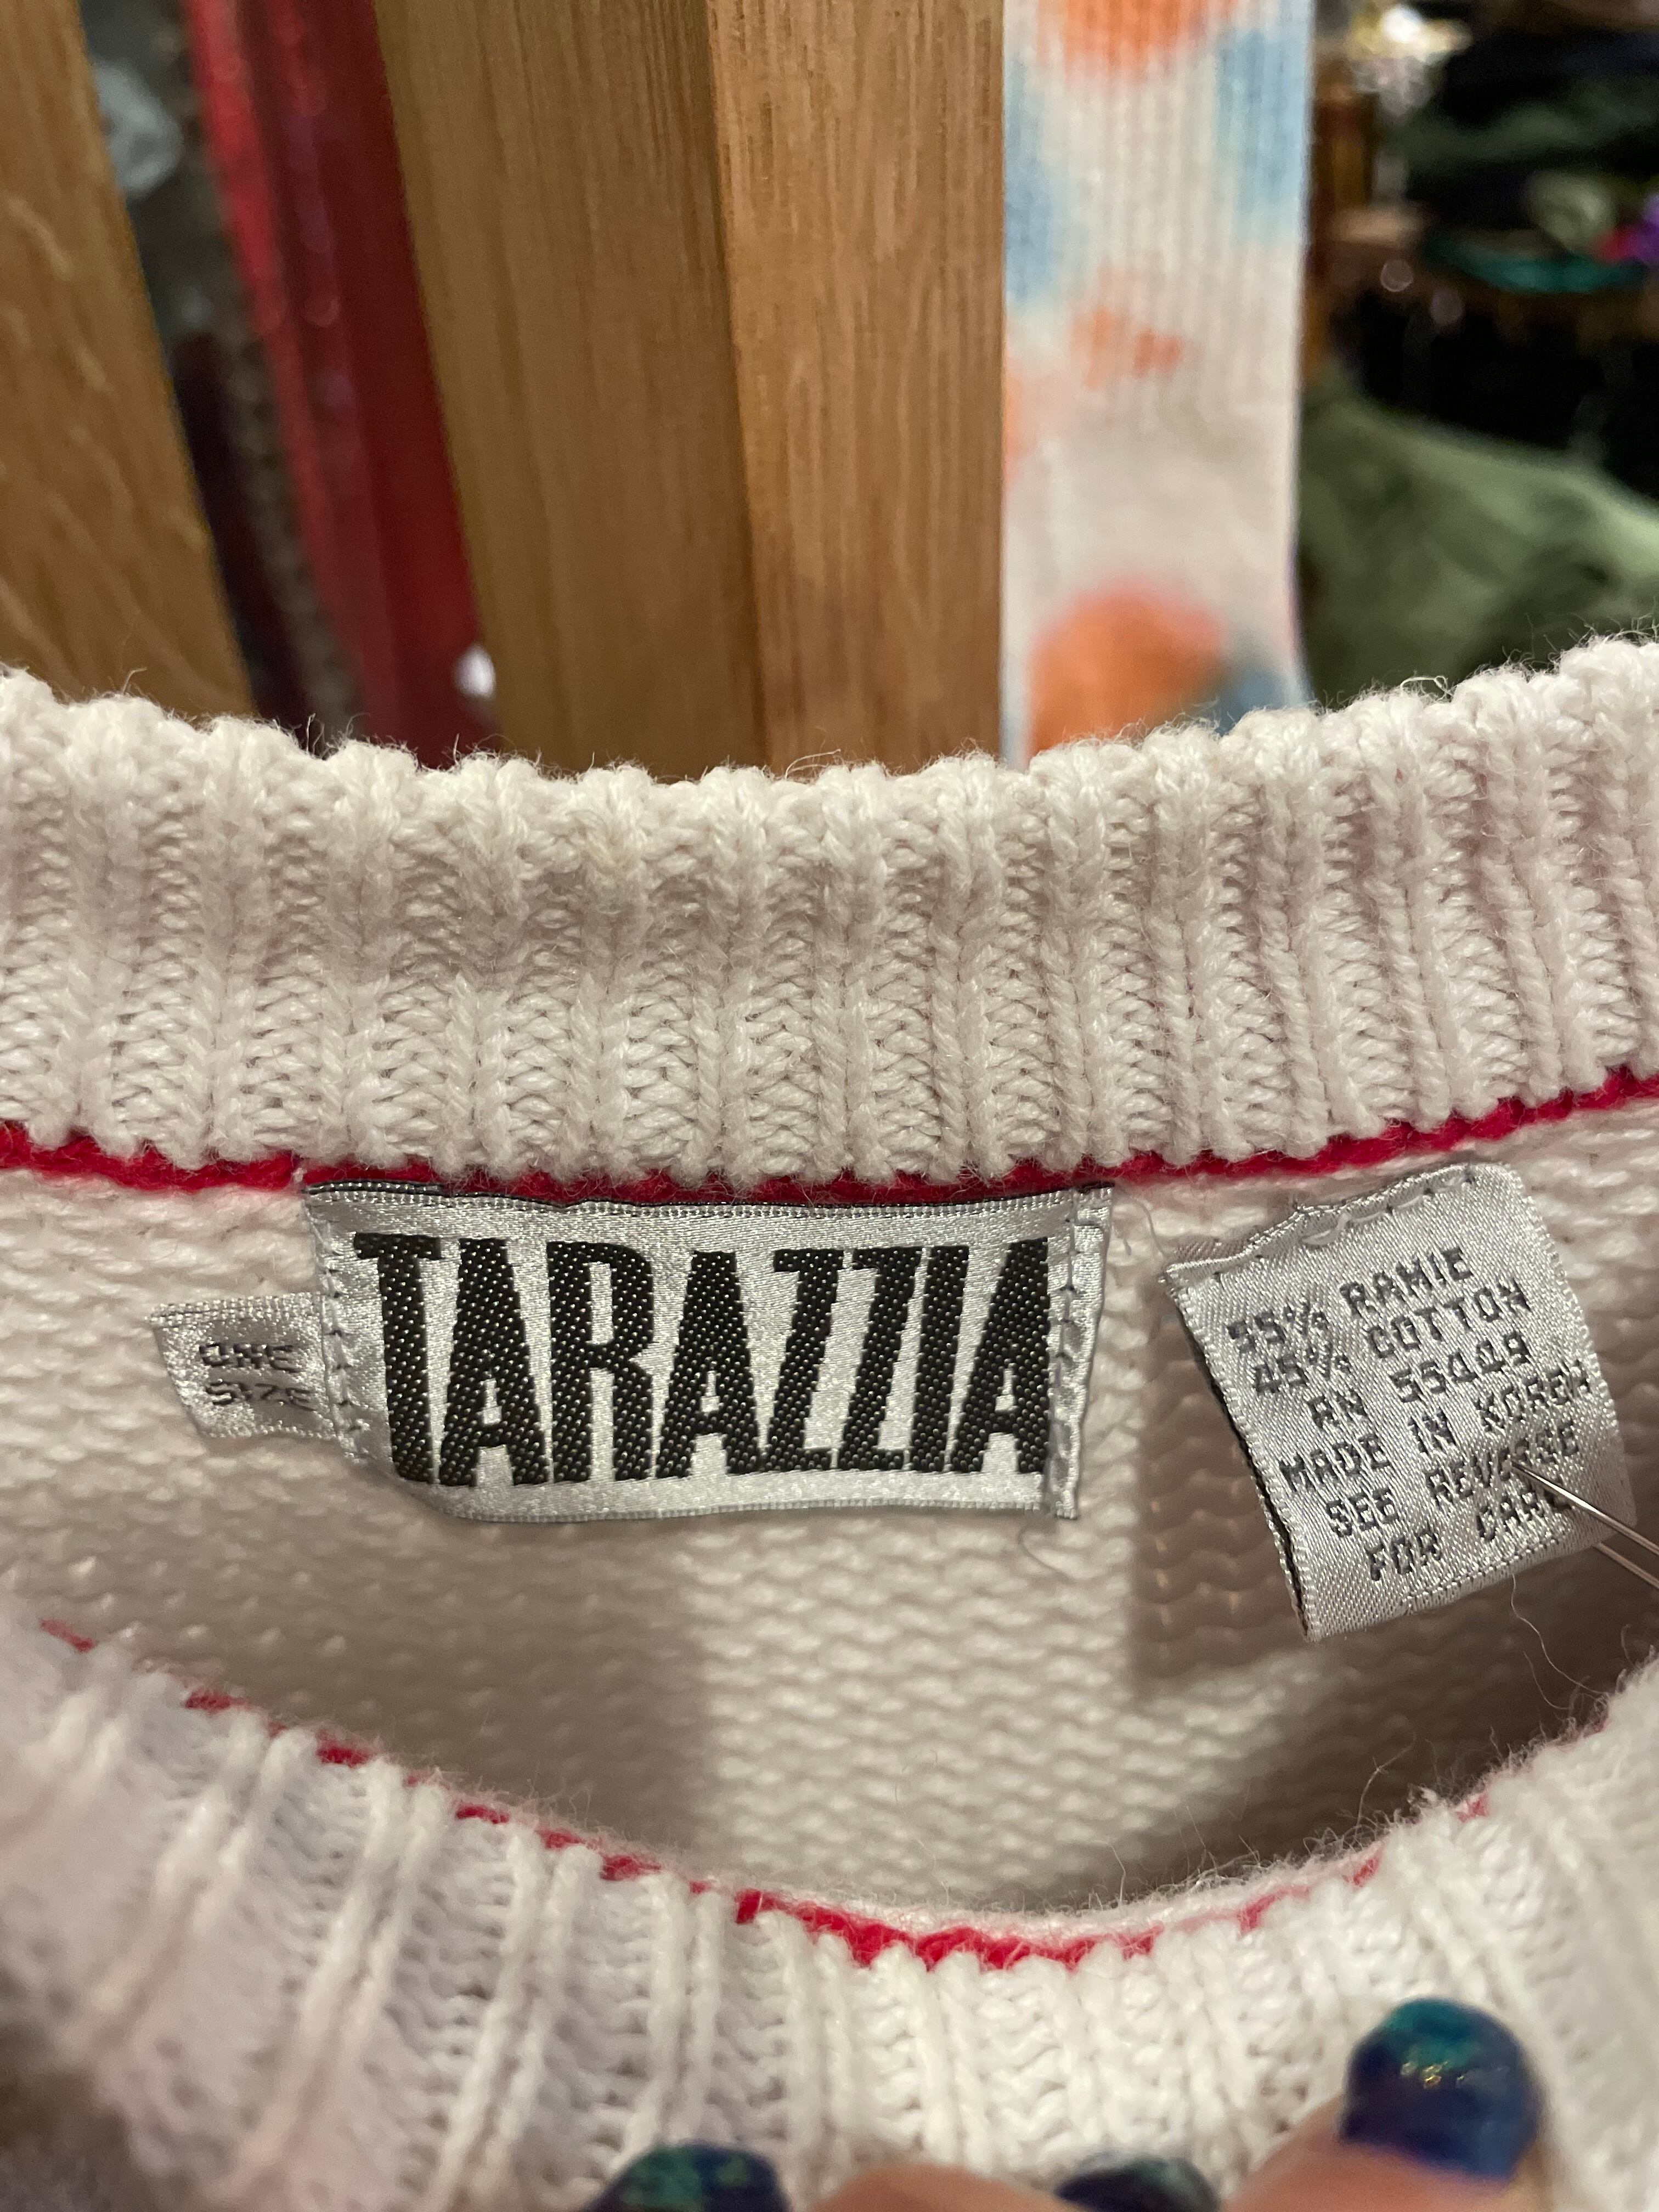 TARAZZIA
ONE
SIZE
55% RAMIE
45% COTTON
RN 55449
MADE IN KOREA
SEE REVERSE
FOR CARE